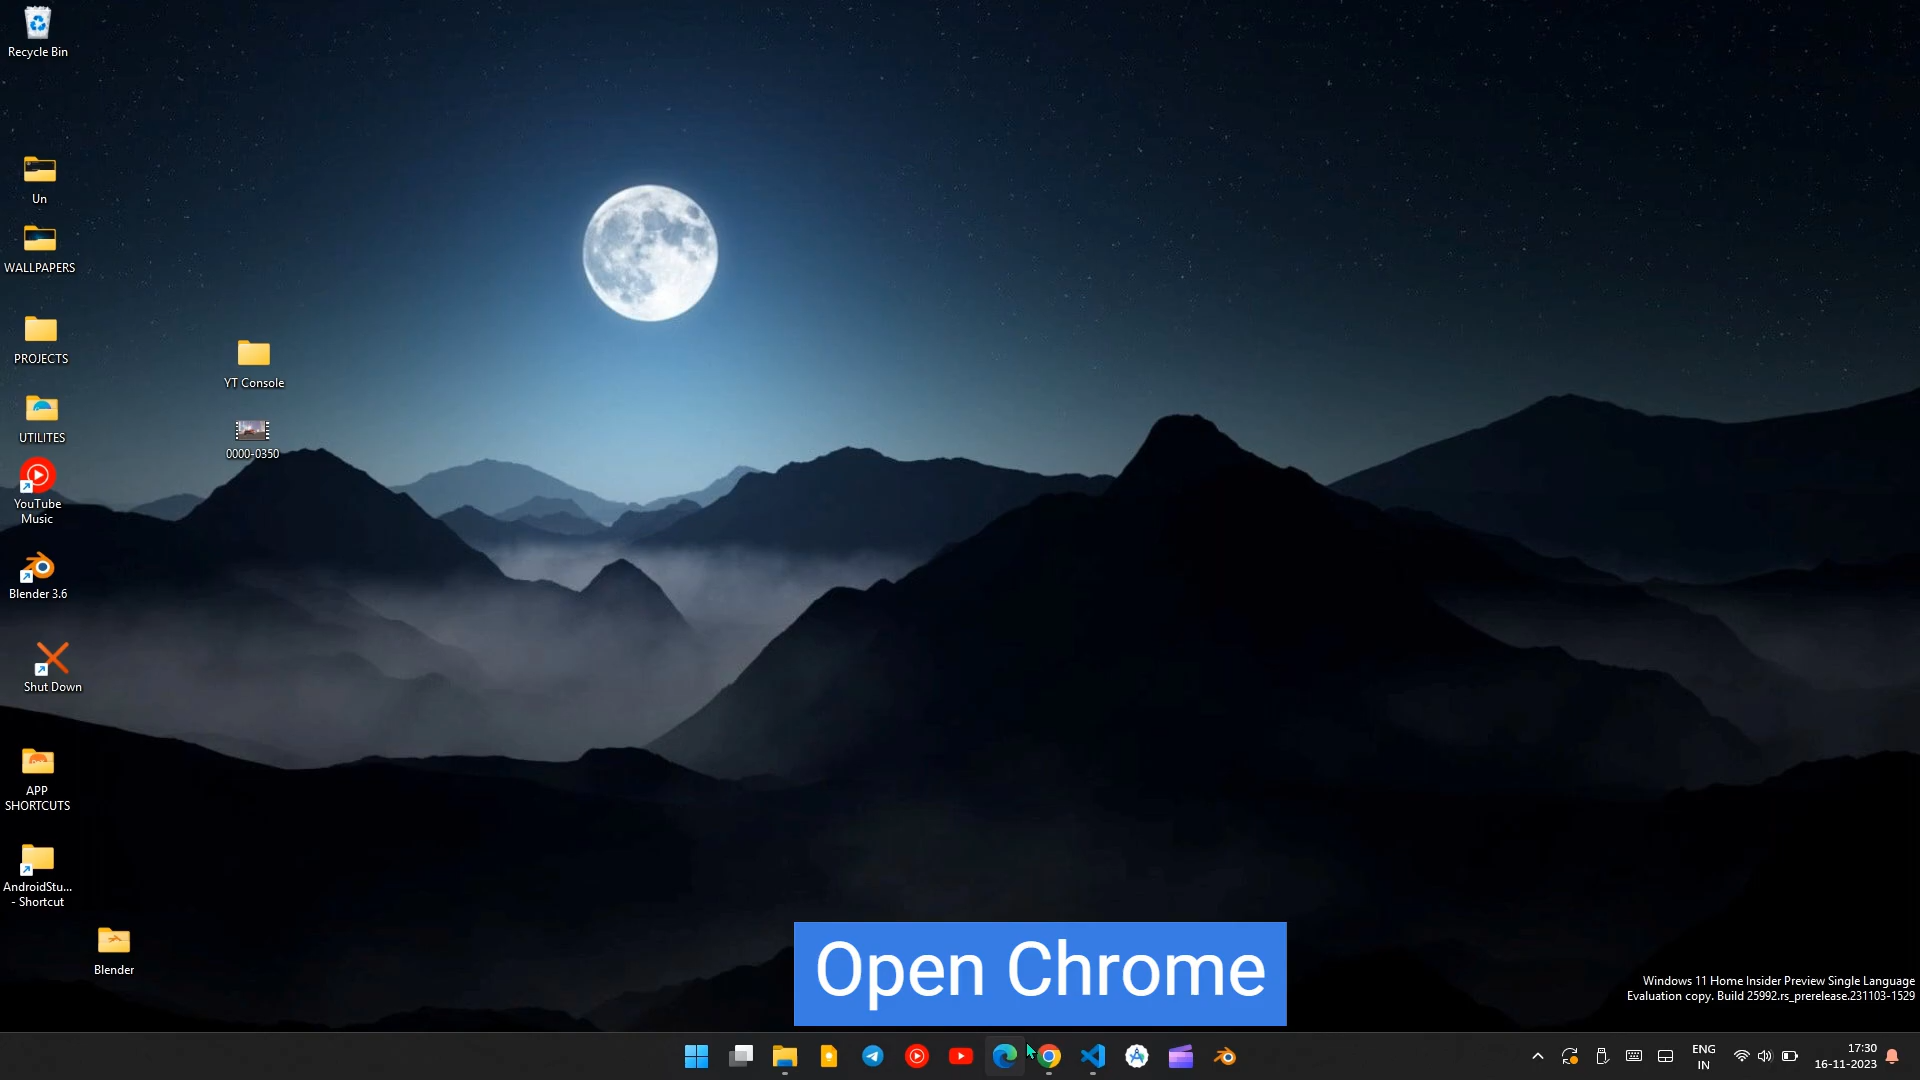 Recycle Bin
Un
WALLPAPERS
PROJECTS
YT Console
UTILITES
0000-0350
YouTube
Music
Blender 3.6
Shut Down
APP
SHORTCUTS
AndroidStu...
- Shortcut
Blender
Open Chrome
Windows 11 Home Insider Preview Single Language
Evaluation copy. Build 25992.rs_prerelease.231103-1529
ENG
IN
17:30
16-11-2023